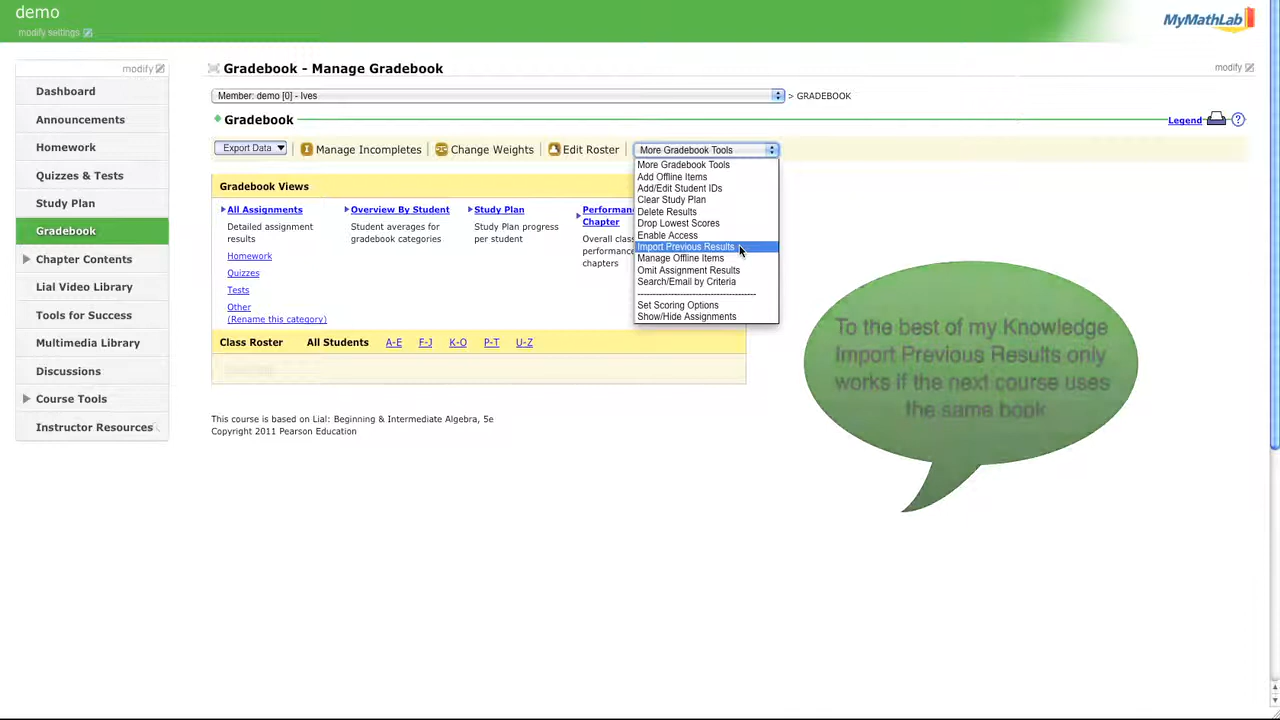 demo
modify settings
MyMathLab
modify
Dashboard
Announcements
Homework
Quizzes & Tests
Study Plan
Gradebook
Chapter Contents
Lial Video Library
Tools for Success
Multimedia Library
Discussions
Course Tools
Instructor Resources
Gradebook - Manage Gradebook
modify
Member: demo [0] - Ives
> GRADEBOOK
Gradebook
Legend
?
Export Data
Manage Incompletes
Change Weights
Edit Roster
More Gradebook Tools
More Gradebook Tools
Add Offline Items
Add/Edit Student IDs
Clear Study Plan
Delete Results
Drop Lowest Scores
Enable Access
Import Previous Results
Manage Offline Items
Omit Assignment Results
Search/Email by Criteria
Set Scoring Options
Show/Hide Assignments
Gradebook Views
All Assignments
Detailed assignment
results
Homework
Quizzes
Tests
Other
(Rename this category)
Overview By Student
Student averages for
gradebook categories
Study Plan
Study Plan progress
per student
Chapter
Overall
chapters
Class Roster
All Students
A-E
F-J
K-O
P-T
U-Z
This course is based on Lial: Beginning & Intermediate Algebra, 5e
Copyright 2011 Pearson Education
To the best of my Knowledge
Import Previous Results only
works if the next course uses
the same book